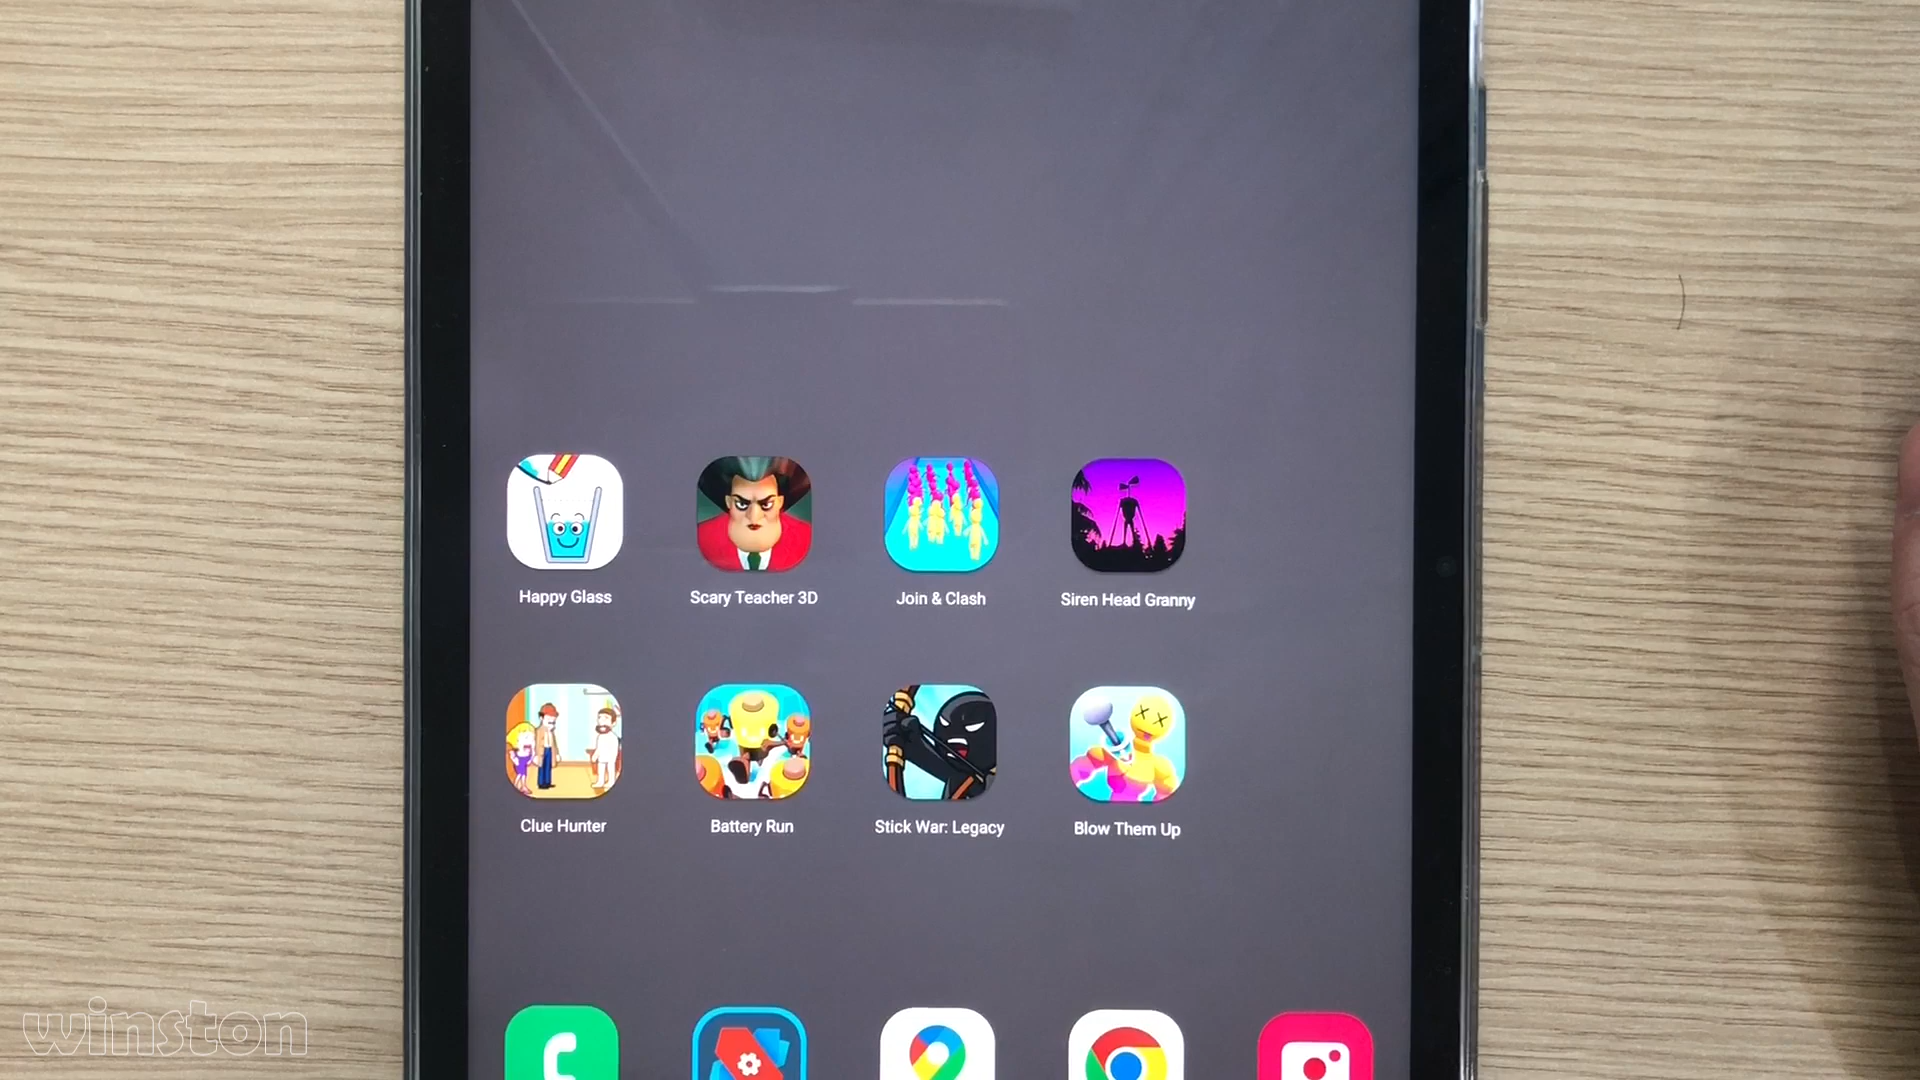 Happy Glass
Scary Teacher 3D
Join & Clash
Siren Head Granny
Clue Hunter
Battery Run
Stick War: Legacy
Blow Them Up
winston